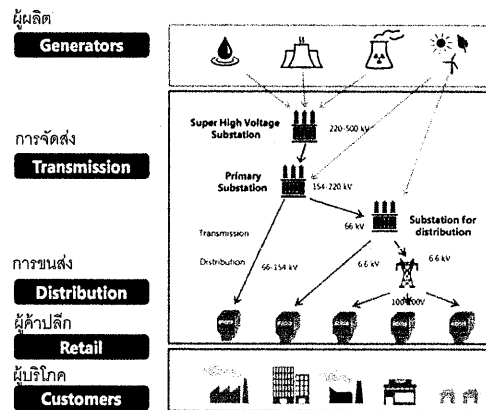 ผู้ผลิต
Generators
Super High Voltage
Substation
220-500 kV
การจัดส่ง
Transmission
Primary
Substation
154-220 kV
66 kV
Substation for
distribution
Transmission
Distribution
66-154 kV
6.6 kV
6.6 kV
การขนส่ง
Distribution
ผู้ค้าปลีก
Retail
ผู้บริโภค
Customers